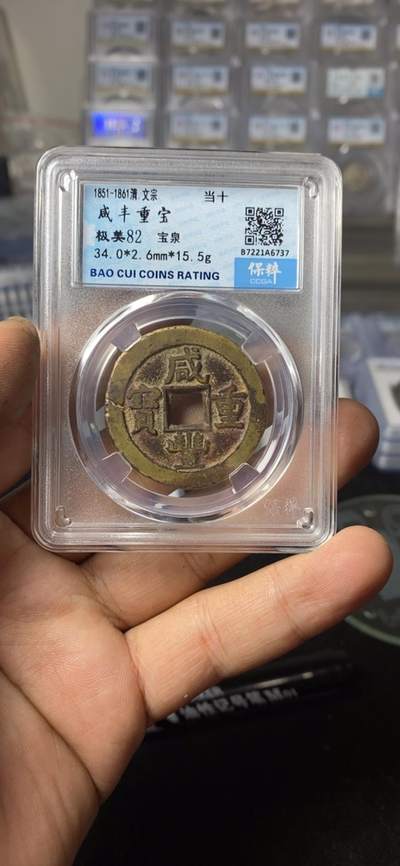 1851-1861清 文宗 当十
咸丰重宝
极美82 宝泉
34.0*2.6mm*15.5g
B7221A6737
BAO CUI COINS RATING
保粹
CCGA
咸
寶 重
豐